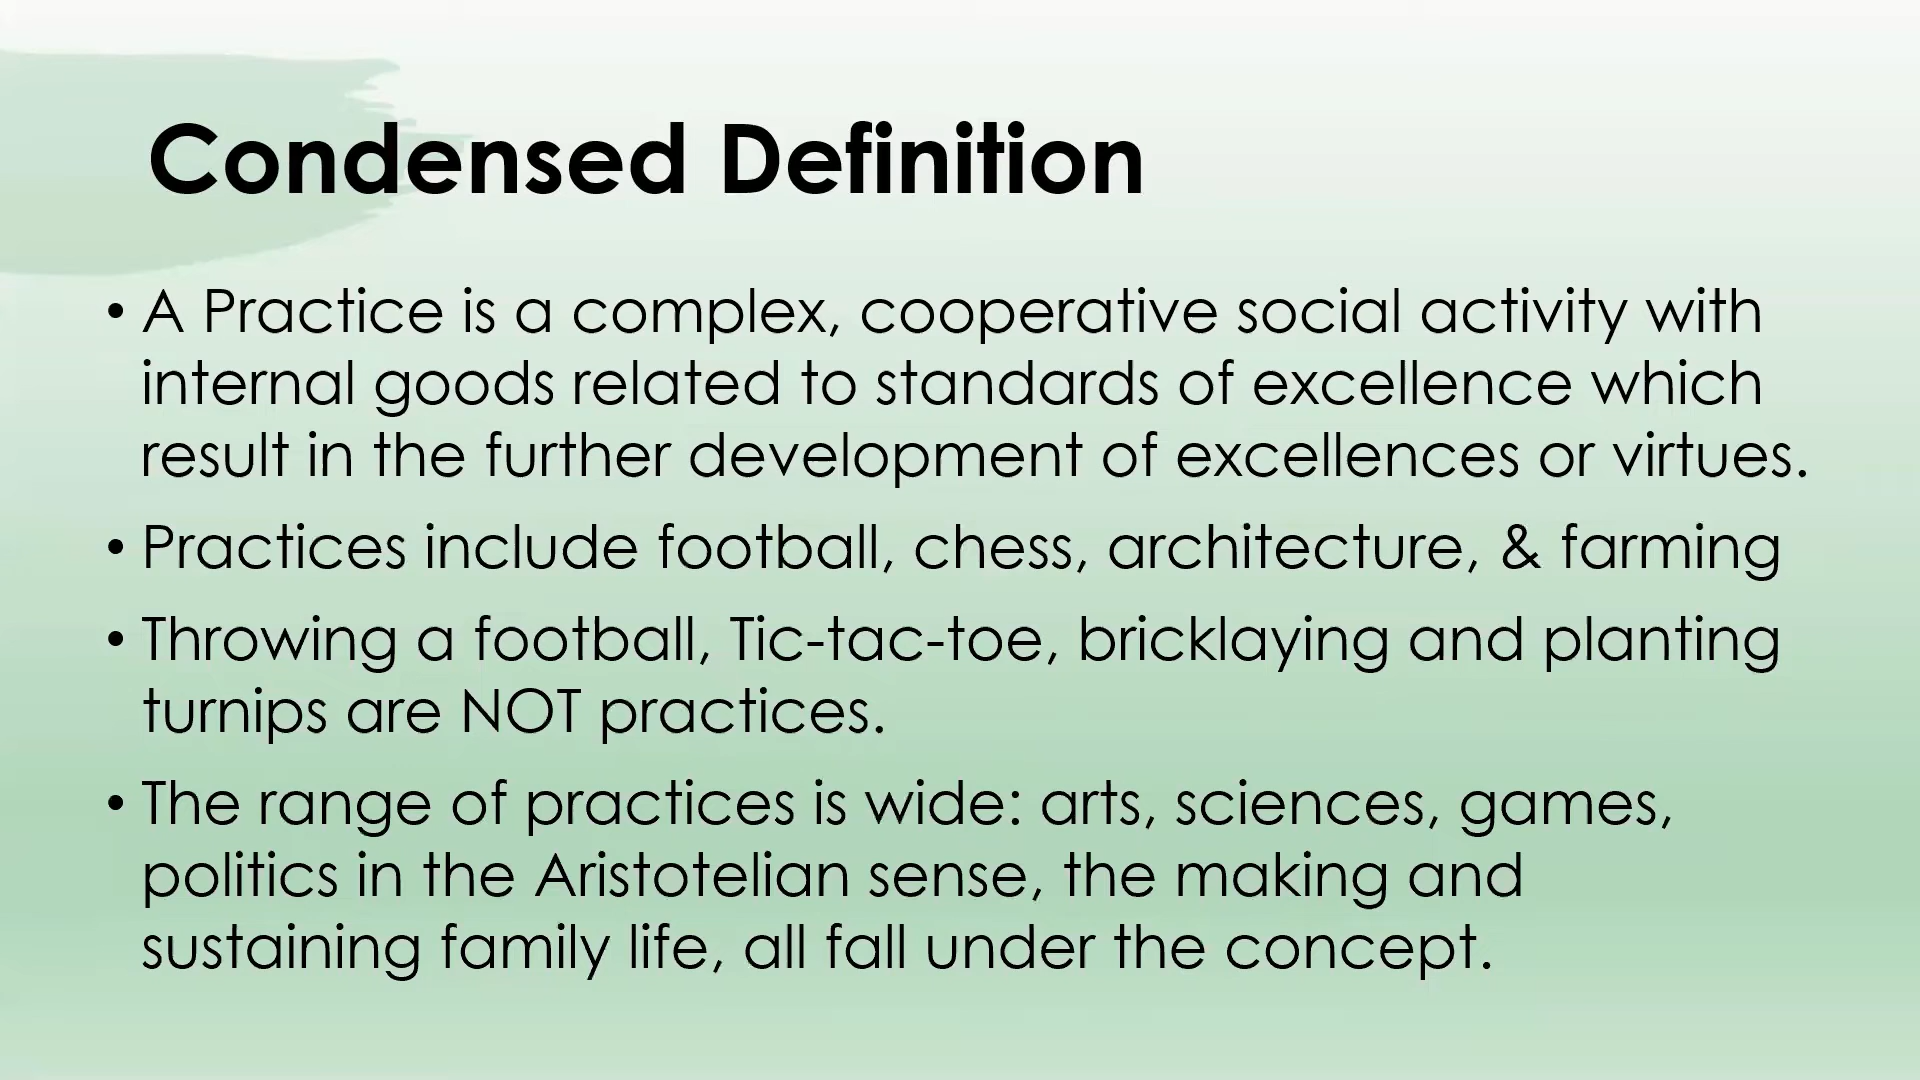 Condensed Definition
• A Practice is a complex, cooperative social activity with
internal goods related to standards of excellence which
result in the further development of excellences or virtues.
• Practices include football, chess, architecture, & farming
• Throwing a football, Tic-tac-toe, bricklaying and planting
turnips are NOT practices.
• The range of practices is wide: arts, sciences, games,
politics in the Aristotelian sense, the making and
sustaining family life, all fall under the concept.